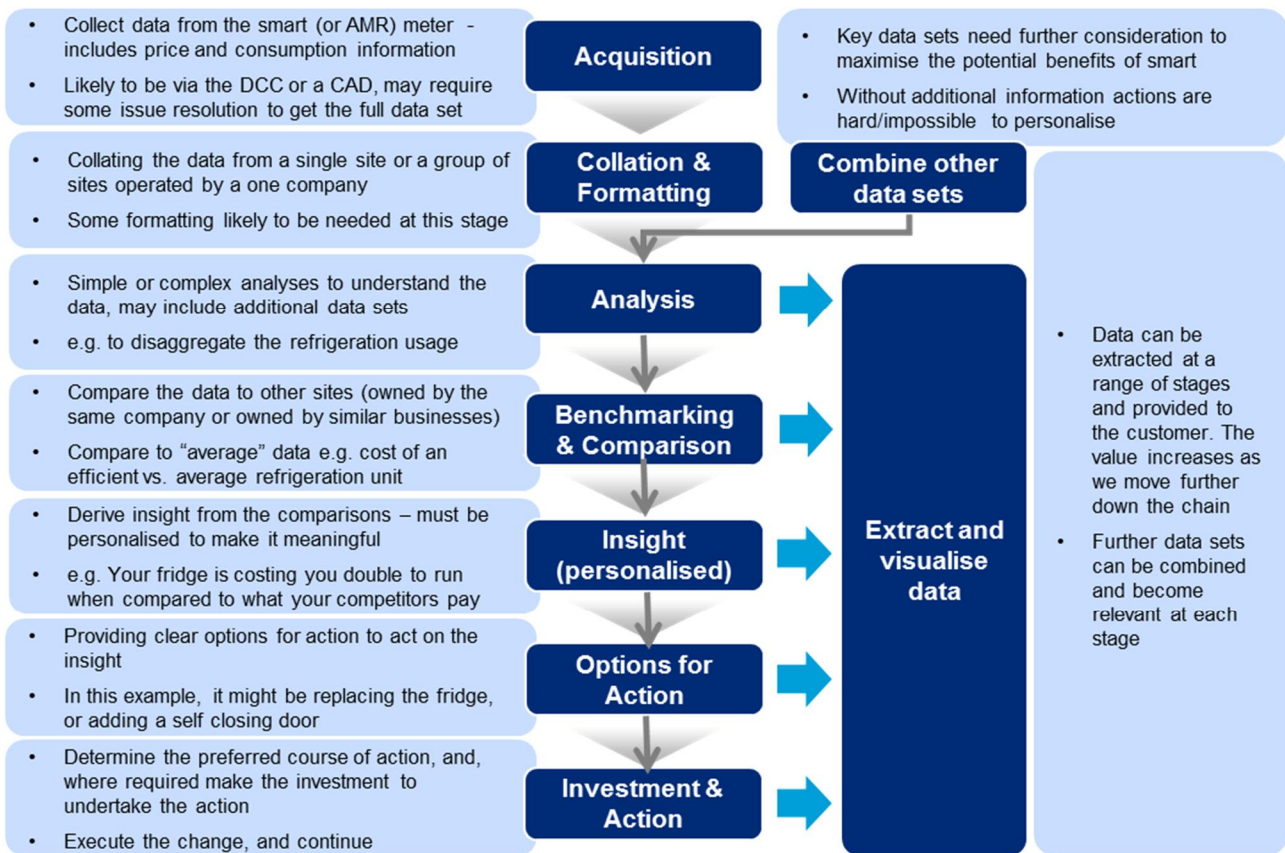 • Collect data from the smart (or AMR) meter -
includes price and consumption information
• Likely to be via the DCC or a CAD, may require
some issue resolution to get the full data set
Acquisition
• Key data sets need further consideration to
maximise the potential benefits of smart
• Without additional information actions are
hard/impossible to personalise
• Collating the data from a single site or a group of
sites operated by a one company
• Some formatting likely to be needed at this stage
Collation &
Formatting
Combine other
data sets
• Simple or complex analyses to understand the
data, may include additional data sets
• e.g. to disaggregate the refrigeration usage
Analysis
• Compare the data to other sites (owned by the
same company or owned by similar businesses)
• Compare to “average” data e.g. cost of an
efficient vs. average refrigeration unit
Benchmarking
& Comparison
• Derive insight from the comparisons – must be
personalised to make it meaningful
• e.g. Your fridge is costing you double to run
when compared to what your competitors pay
Insight
(personalised)
• Providing clear options for action to act on the
insight
• In this example, it might be replacing the fridge,
or adding a self closing door
Options for
Action
• Determine the preferred course of action, and,
where required make the investment to
undertake the action
• Execute the change, and continue
Investment &
Action
Extract and
visualise
data
• Data can be
extracted at a
range of stages
and provided to
the customer. The
value increases as
we move further
down the chain
• Further data sets
can be combined
and become
relevant at each
stage